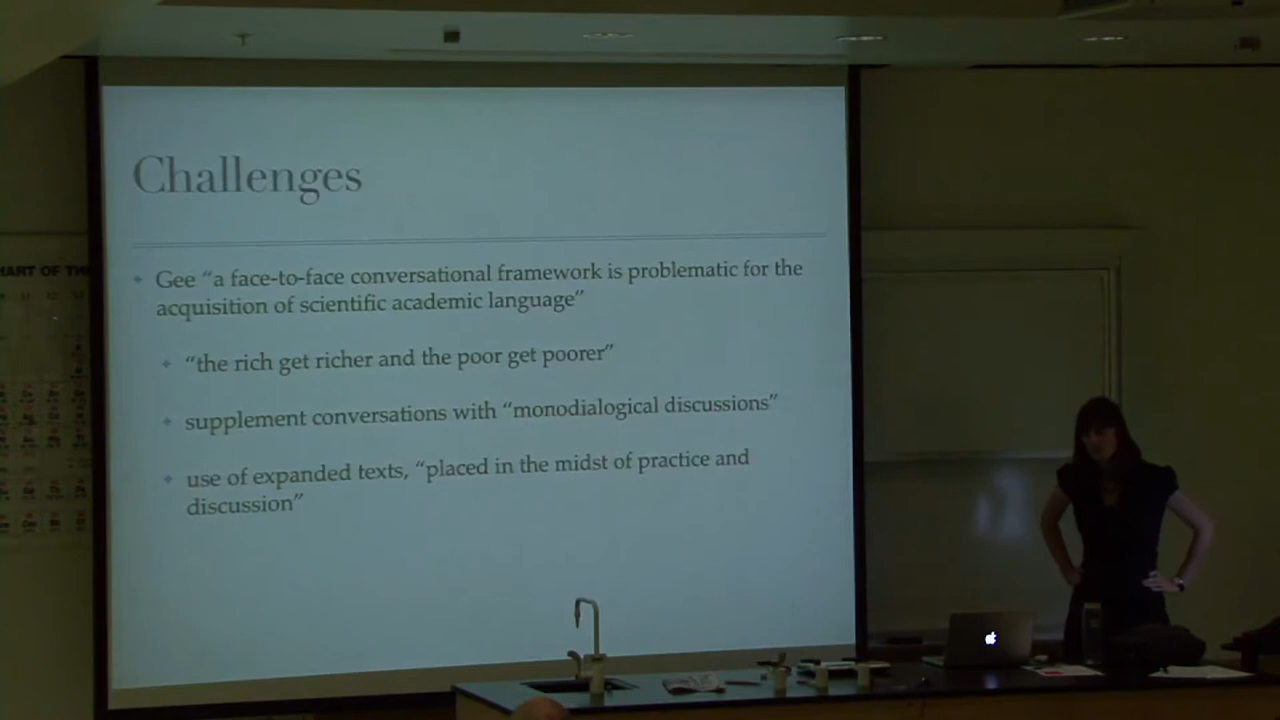 Challenges
Gee “a face-to-face conversational framework is problematic for the
acquisition of scientific academic language”
“the rich get richer and the poor get poorer”
supplement conversations with “monodialogical discussions”
use of expanded texts, “placed in the midst of practice and
discussion”
HART OF TH